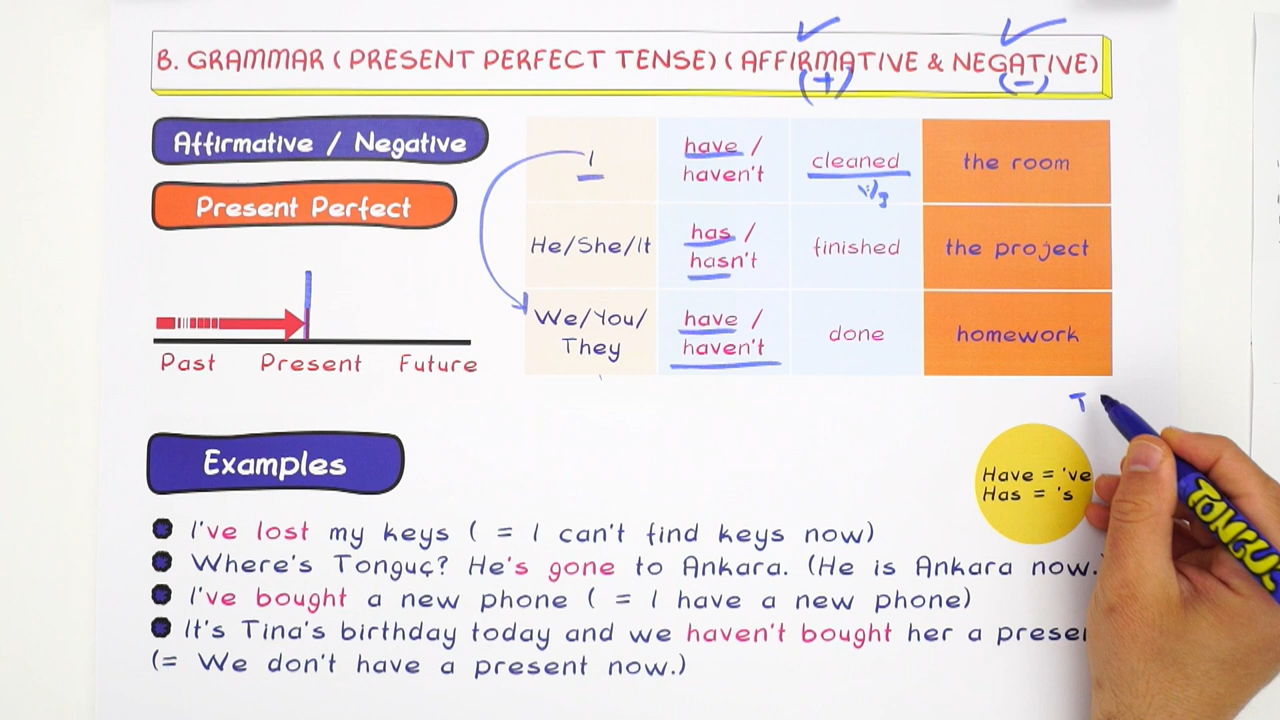 B. GRAMMAR ( PRESENT PERFECT TENSE) ( AFFIRMATIVE & NEGATIVE)
(+) (-)
Affirmative / Negative
Present Perfect
Past Present Future
I have / haven't cleaned the room
V3
He/She/It has / hasn't finished the project
We/You/They have / haven't done homework
T
Have = 've
Has = 's
Examples
I've lost my keys ( = I can't find keys now)
Where's Tonguç? He's gone to Ankara. (He is Ankara now.
I've bought a new phone ( = I have a new phone)
It's Tina's birthday today and we haven't bought her a
(= We don't have a present now.)
TONGUÇ